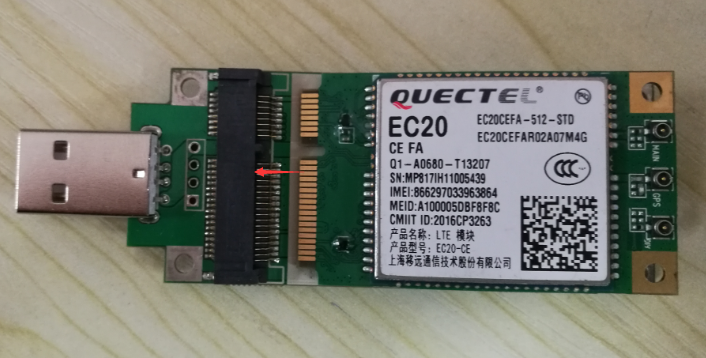 QUECTEL
EC20
CE FA
EC20CEFA-512-STD
EC20CEFAR02A07M4G
Q1-A0680-T13207
SN:MP817IH11005439
IMEI:866297033963864
MEID:A100005DBF8F8C
CMIIT ID:2016CP3263
产品名称: LTE 模块
产品型号: EC20-CE
上海移远通信技术股份有限公司
CCC
MAIN
GPS
DIV